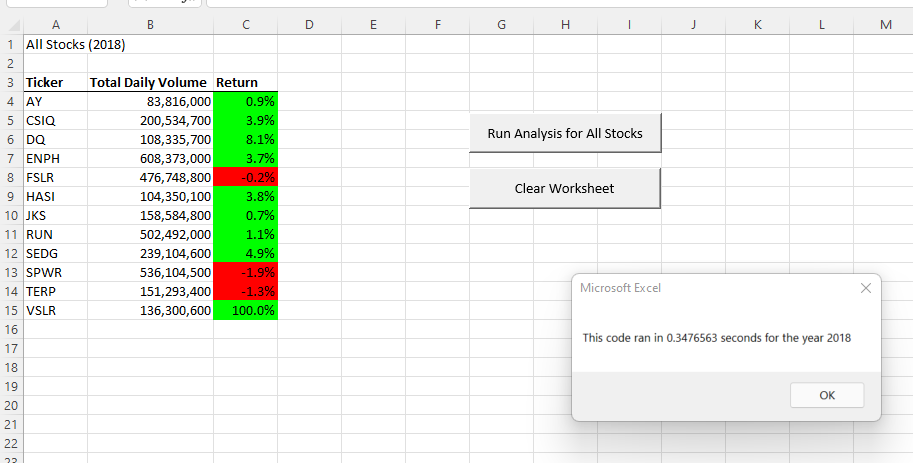 A B C D E F G H I J K L M
1 All Stocks (2018)
2
3 Ticker Total Daily Volume Return
4 AY 83,816,000 0.9%
5 CSIQ 200,534,700 3.9%
6 DQ 108,335,700 8.1%
7 ENPH 608,373,000 3.7%
Run Analysis for All Stocks
8 FSLR 476,748,800 -0.2%
9 HASI 104,350,100 3.8%
Clear Worksheet
10 JKS 158,584,800 0.7%
11 RUN 502,492,000 1.1%
12 SEDG 239,104,600 4.9%
13 SPWR 536,104,500 -1.9%
14 TERP 151,293,400 -1.3%
15 VSLR 136,300,600 100.0%
16
17
18
19
20
21
22
23
Microsoft Excel
This code ran in 0.3476563 seconds for the year 2018
OK